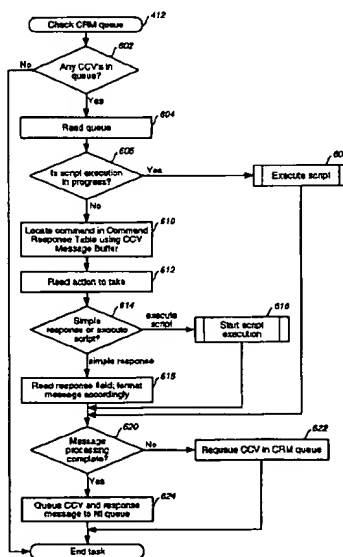 Check CRM queue
412
602
Any CCV's in
queue?
No
Yes
604
Read queue
606
Is script execution
in progress?
Yes
60
Execute script
No
610
Locate command in Command
Response Table using CCV
Message Buffer
612
Read action to take
614
Simple
response or execute
script?
execute
script
616
Start script
execution
simple response
618
Read response field; format
message accordingly
620
Message
processing
complete?
No
622
Requeue CCV in CRM queue
Yes
624
Queue CCV and response
message to NI queue
End task